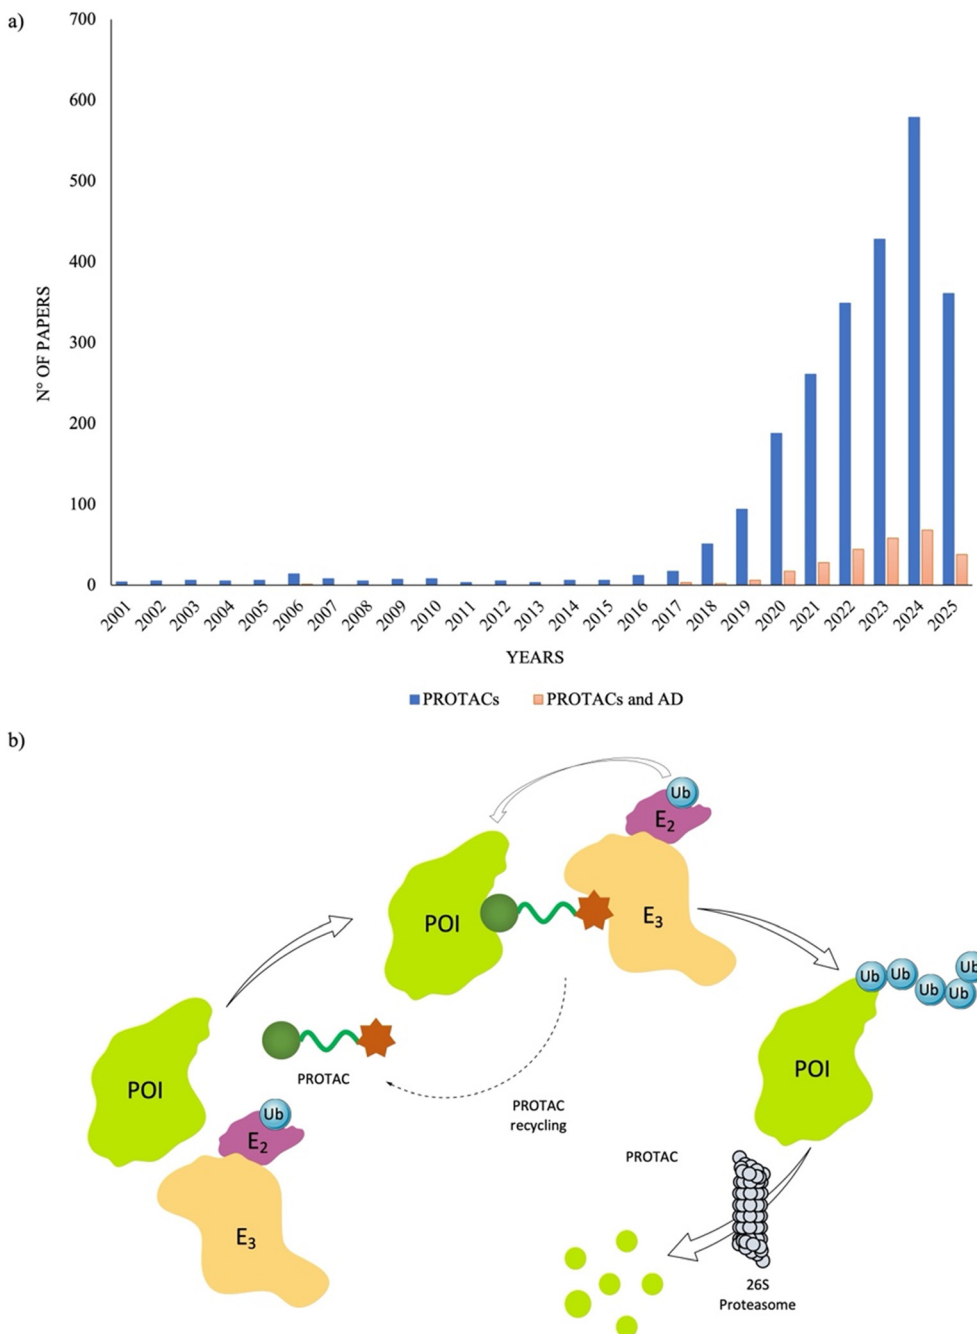 a)
700
600
500
400
300
200
100
0
N° OF PAPERS
2001 2002 2003 2004 2005 2006 2007 2008 2009 2010 2011 2012 2013 2014 2015 2016 2017 2018 2019 2020 2021 2022 2023 2024 2025
YEARS
PROTACs PROTACs and AD
b)
Ub
E2
POI
E3
Ub Ub Ub Ub Ub
POI
PROTAC
POI
Ub
E2
PROTAC
recycling
PROTAC
E3
26S
Proteasome